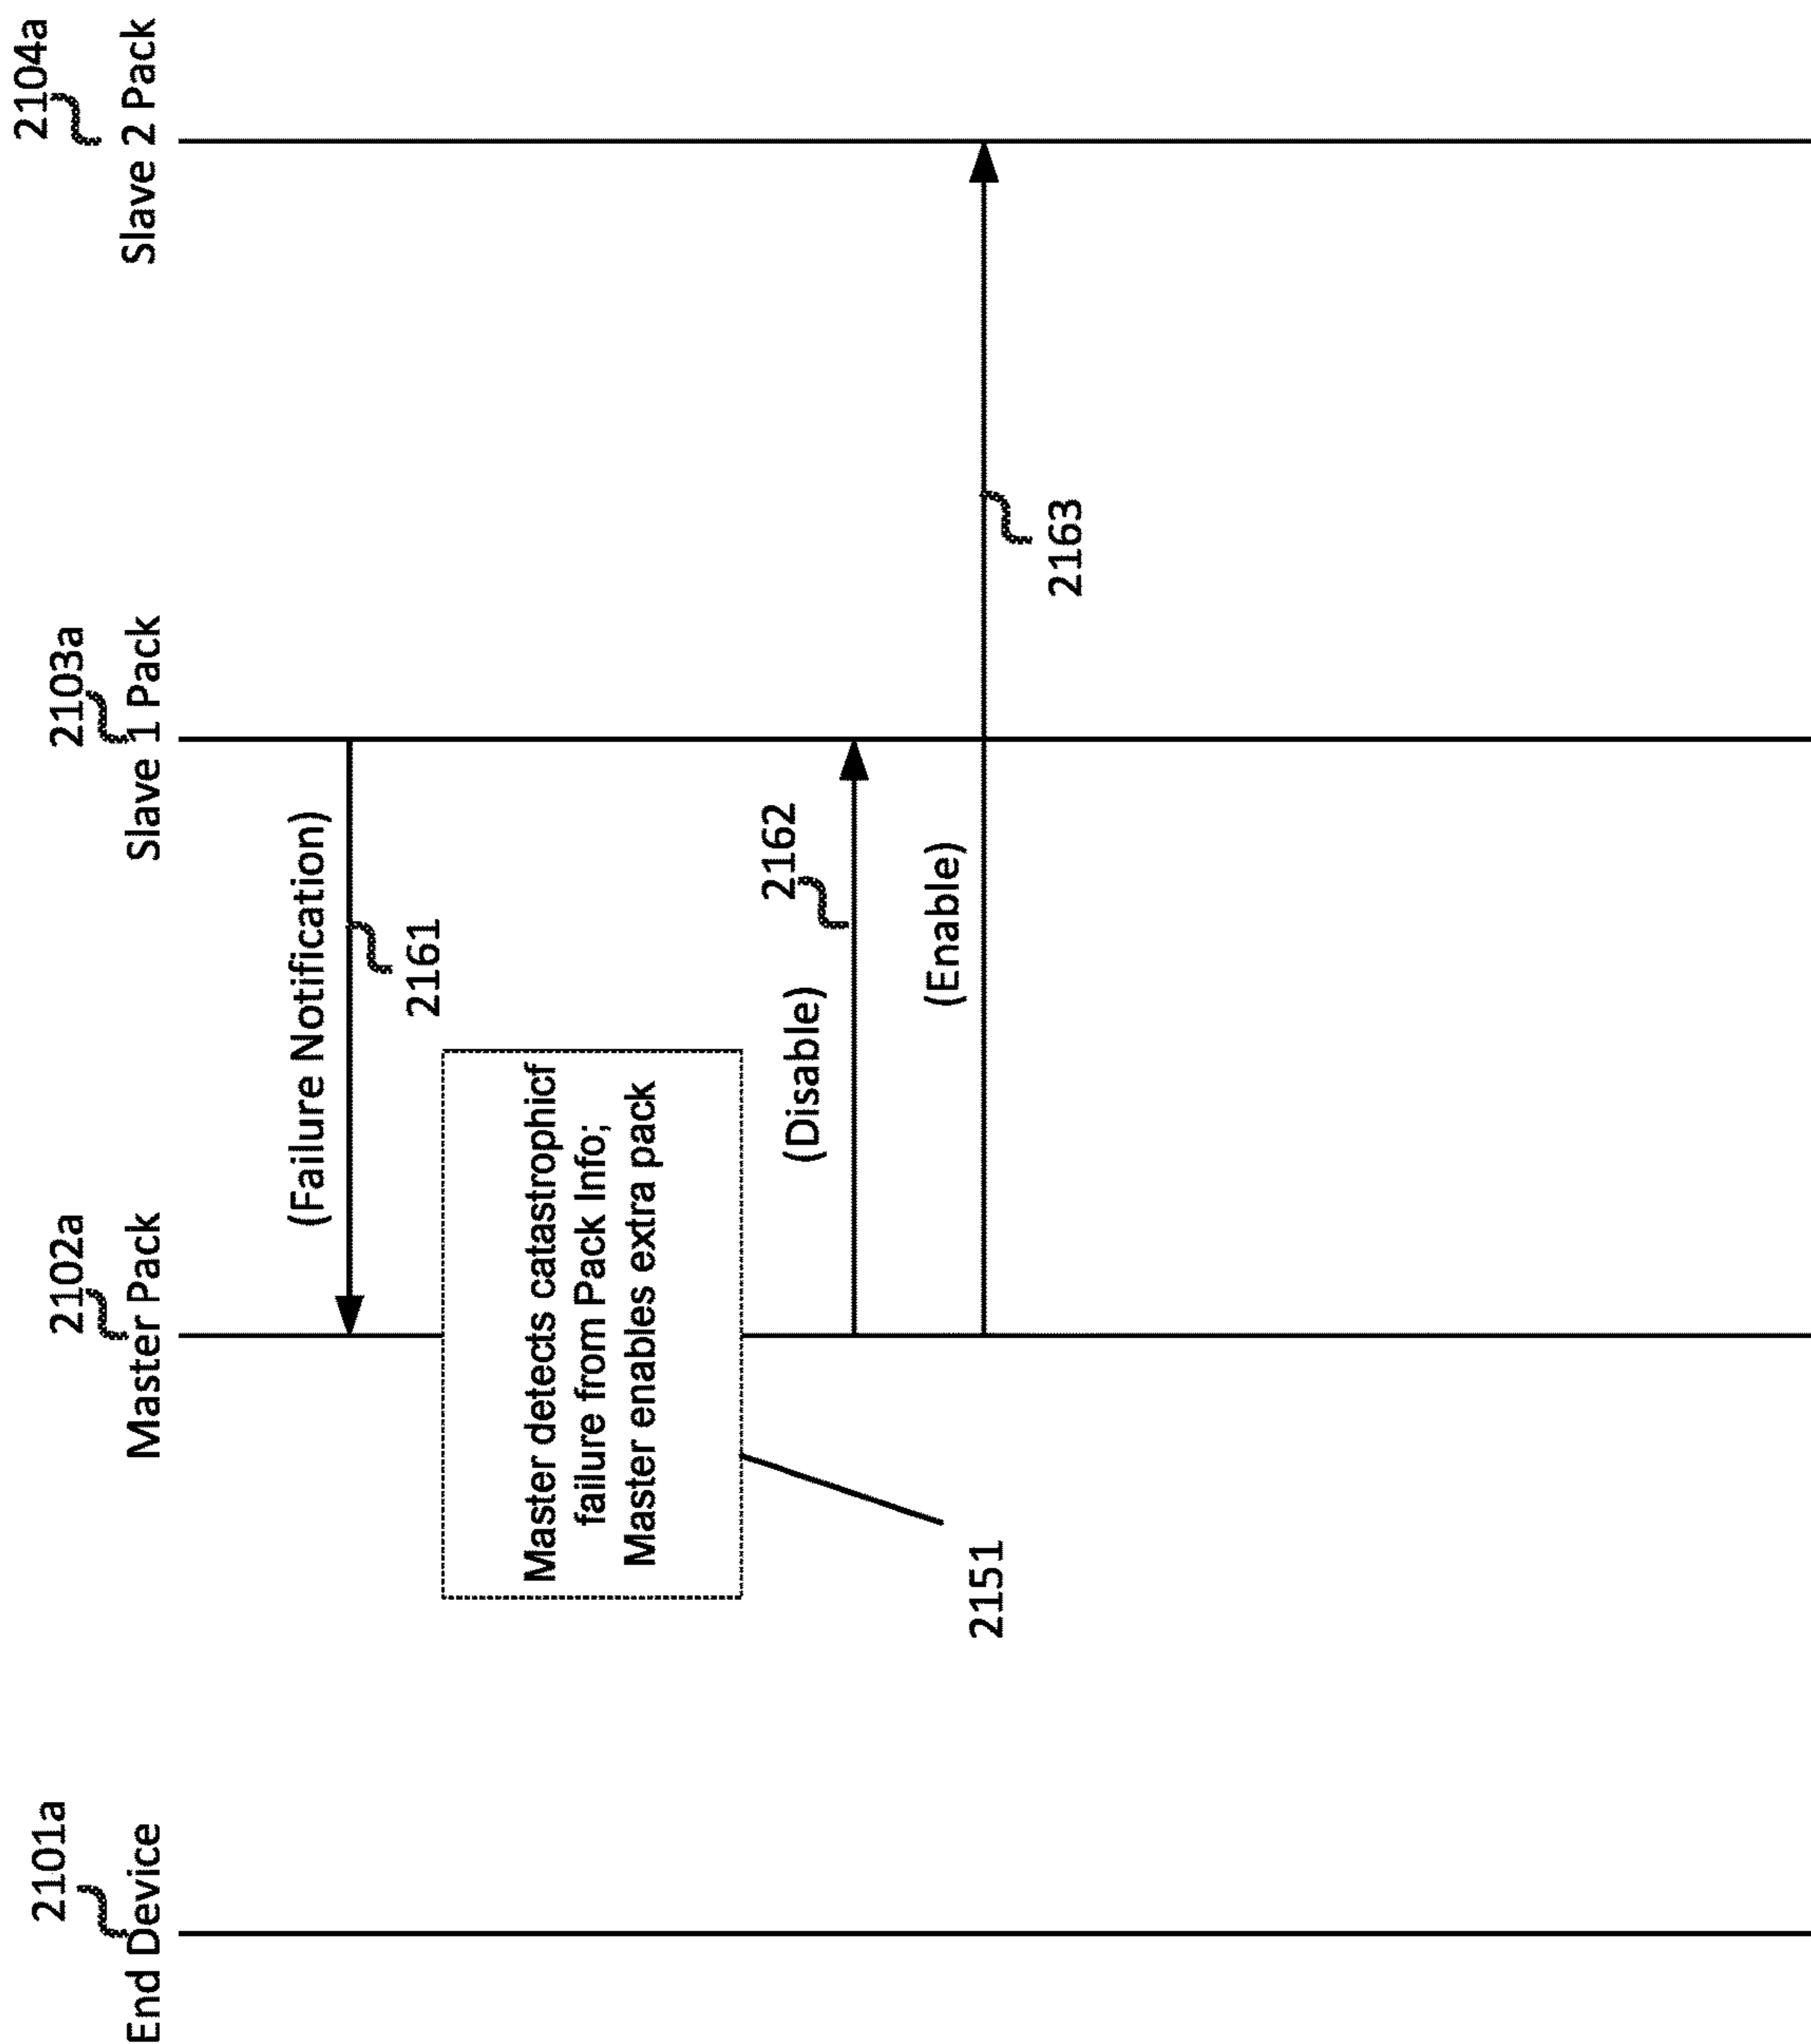 2101a
End Device
2102a
Master Pack
2103a
Slave 1 Pack
2104a
Slave 2 Pack
(Failure Notification)
2161
Master detects catastrophicf
failure from Pack Info;
Master enables extra pack
2151
(Disable)
2162
(Enable)
2163